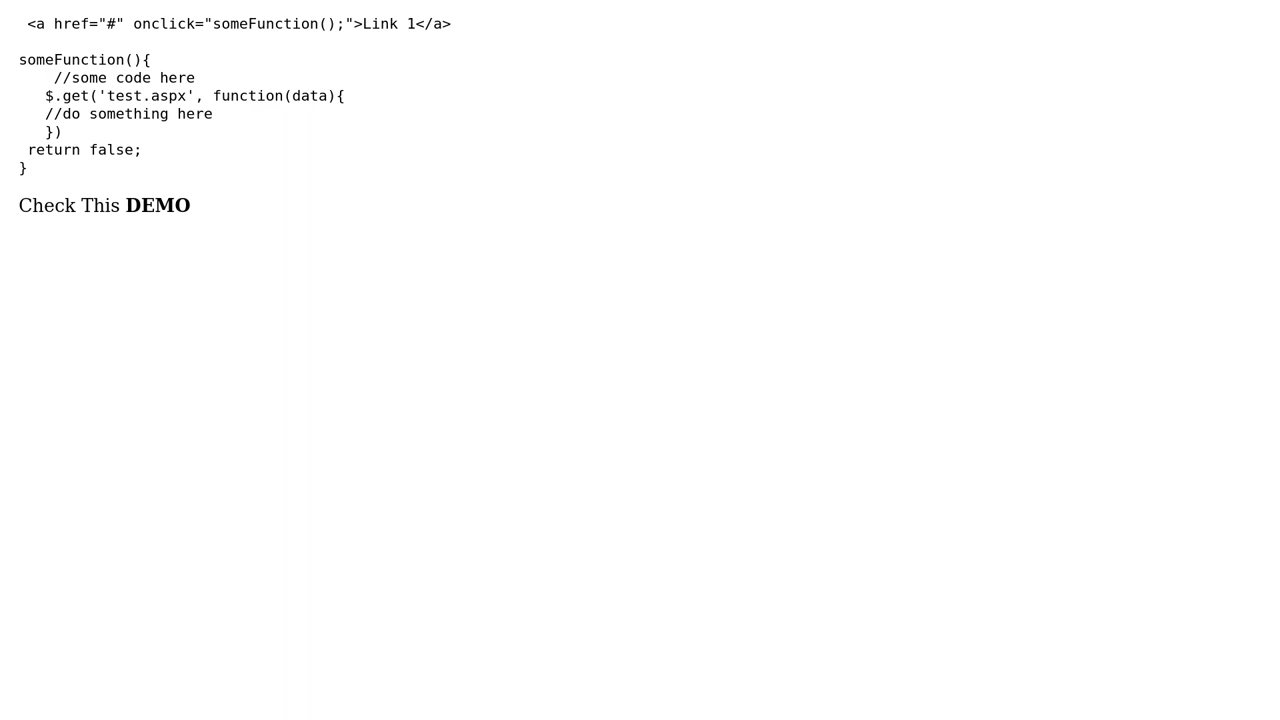 <a href="#" onclick="someFunction();">Link 1</a>
someFunction(){
//some code here
$.get('test.aspx', function(data){
//do something here
})
return false;
}
Check This DEMO